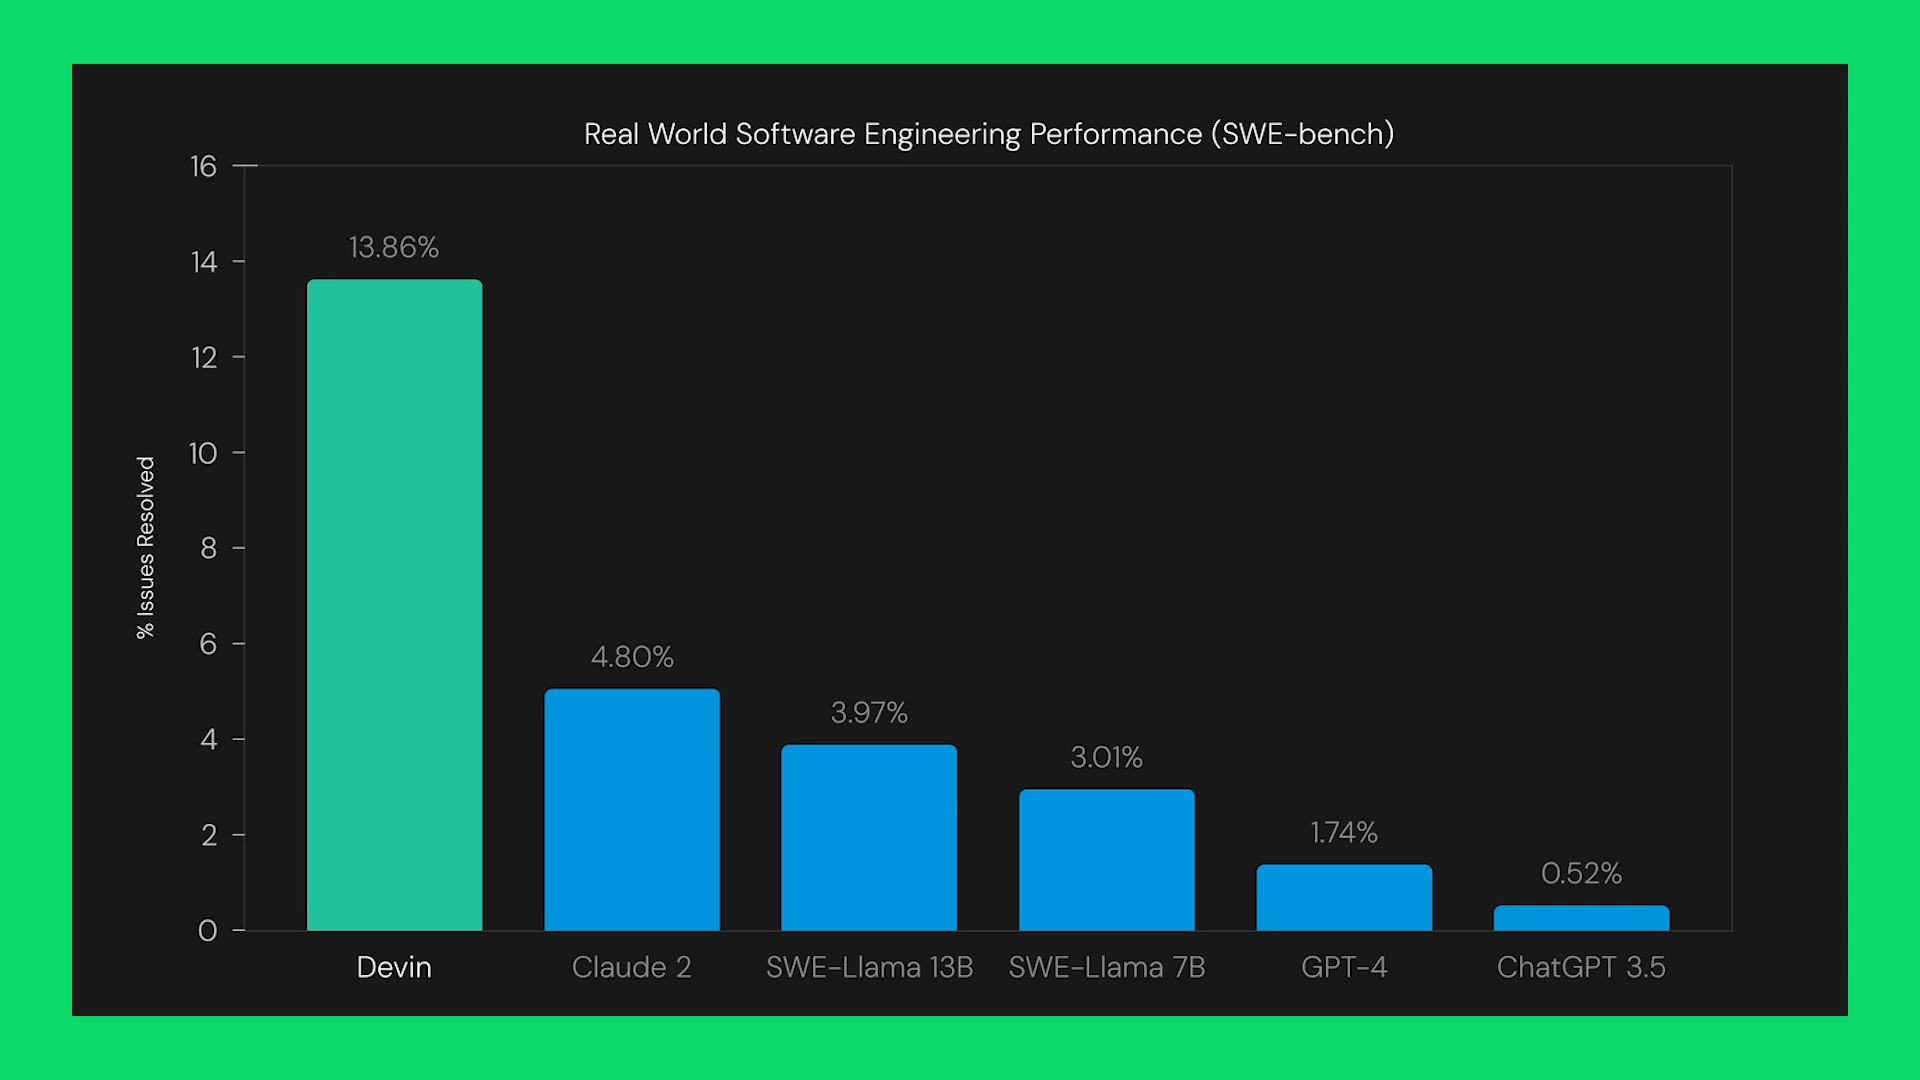 Real World Software Engineering Performance (SWE-bench)
% Issues Resolved
16
14
12
10
8
6
4
2
0
13.86%
4.80%
3.97%
3.01%
1.74%
0.52%
Devin
Claude 2
SWE-Llama 13B
SWE-Llama 7B
GPT-4
ChatGPT 3.5